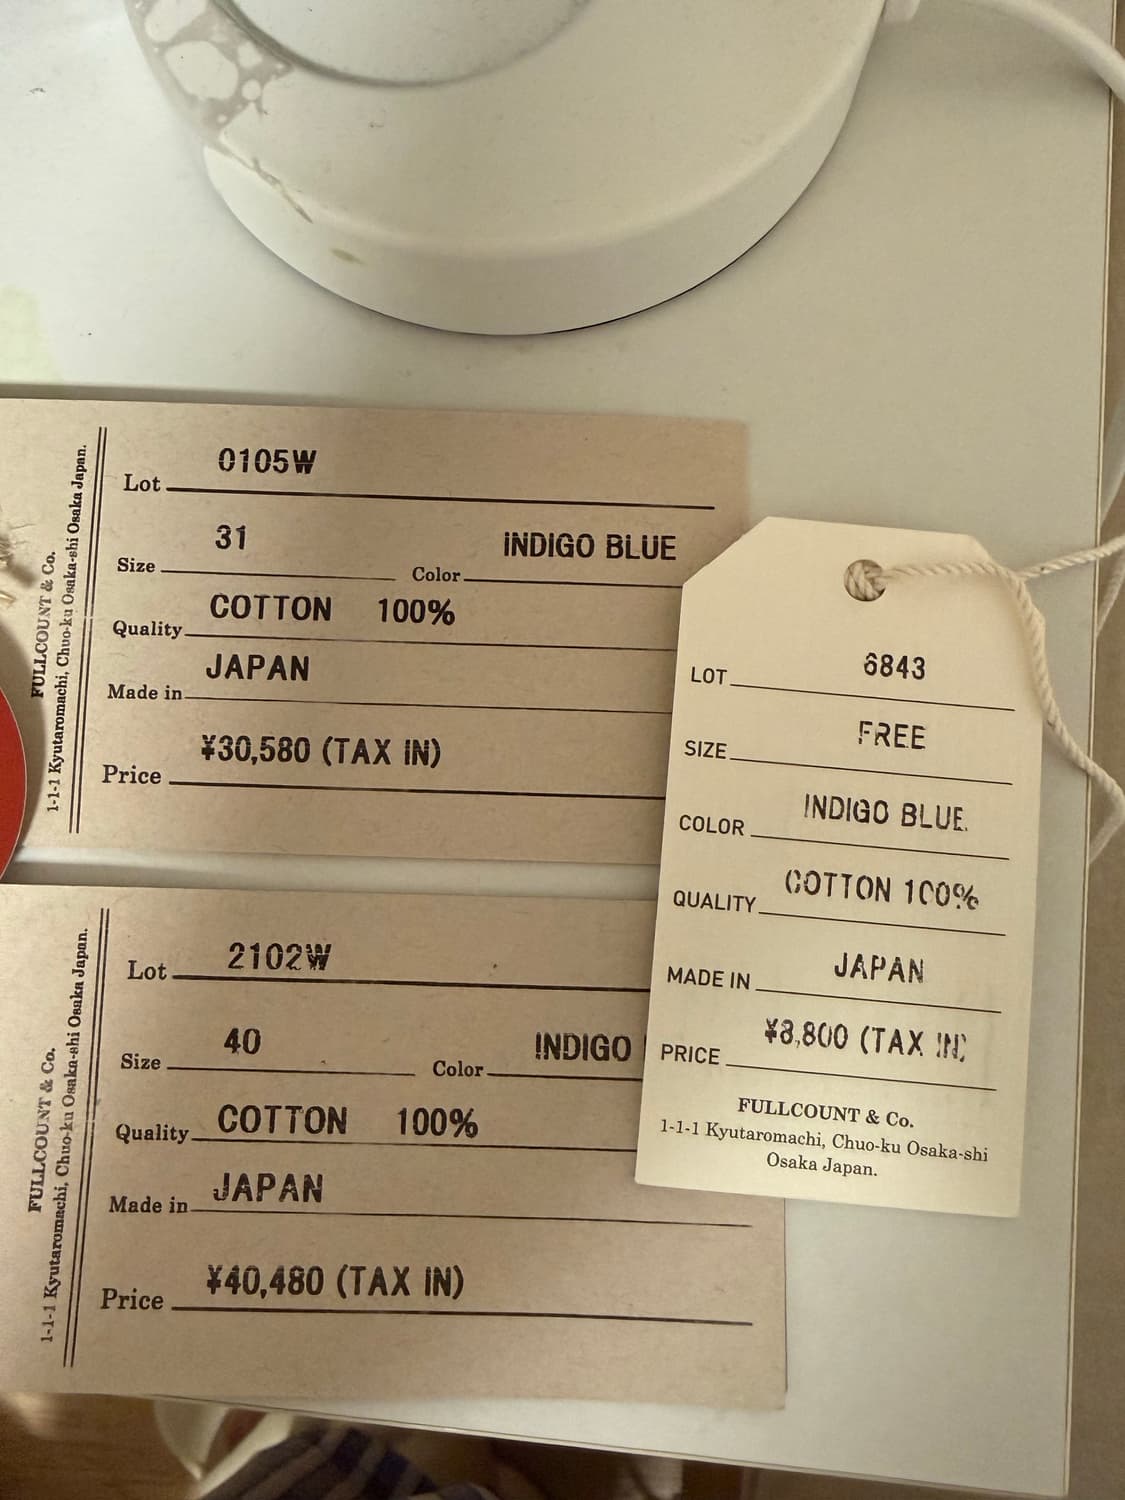 FULLCOUNT & Co.
1-1-1 Kyutaromachi, Chuo-ku Osaka-shi Osaka Japan.
Lot 0105W
Size 31 Color INDIGO BLUE
Quality COTTON 100%
Made in JAPAN
Price ¥30,580 (TAX IN)
FULLCOUNT & Co.
1-1-1 Kyutaromachi, Chuo-ku Osaka-shi Osaka Japan.
Lot 2102W
Size 40 Color INDIGO
Quality COTTON 100%
Made in JAPAN
Price ¥40,480 (TAX IN)
LOT 6843
SIZE FREE
COLOR INDIGO BLUE
QUALITY COTTON 100%
MADE IN JAPAN
PRICE ¥8,800 (TAX IN)
FULLCOUNT & Co.
1-1-1 Kyutaromachi, Chuo-ku Osaka-shi
Osaka Japan.